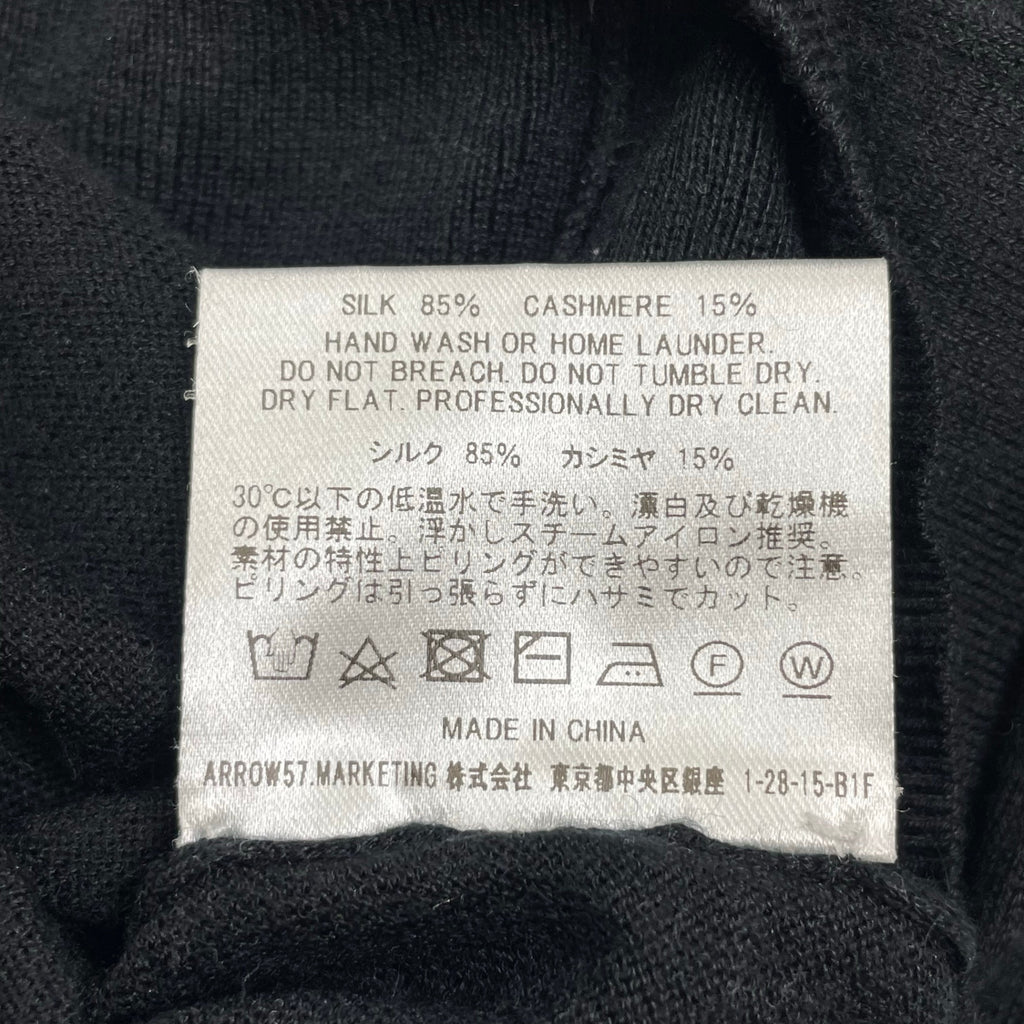 SILK 85% CASHMERE 15%
HAND WASH OR HOME LAUNDER.
DO NOT BREACH. DO NOT TUMBLE DRY.
DRY FLAT. PROFESSIONALLY DRY CLEAN.
シルク 85% カシミヤ 15%
30℃以下の低温水で手洗い。漂白及び乾燥機
の使用禁止。浮かしスチームアイロン推奨。
素材の特性上ピリングができやすいので注意。
ピリングは引っ張らずにハサミでカット。
F W
MADE IN CHINA
ARROW57.MARKETING 株式会社 東京都中央区銀座 1-28-15-B1F